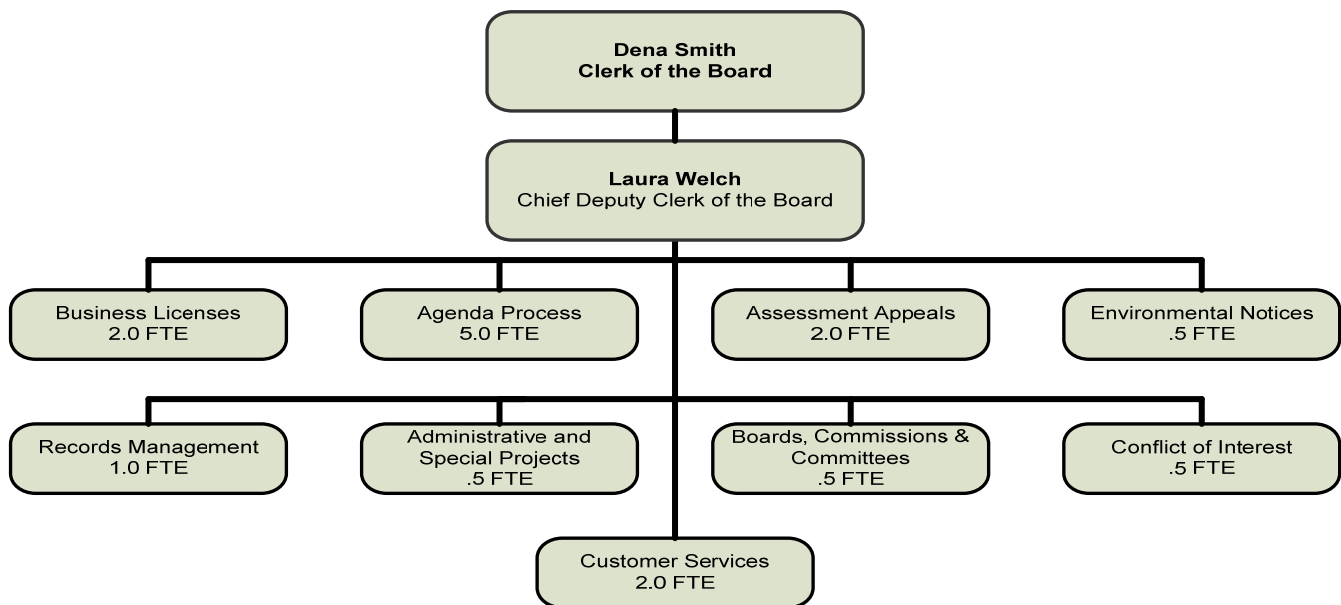 Dena Smith
Clerk of the Board
Laura Welch
Chief Deputy Clerk of the Board
Business Licenses
2.0 FTE
Agenda Process
5.0 FTE
Assessment Appeals
2.0 FTE
Environmental Notices
.5 FTE
Records Management
1.0 FTE
Administrative and
Special Projects
.5 FTE
Boards, Commissions &
Committees
.5 FTE
Conflict of Interest
.5 FTE
Customer Services
2.0 FTE